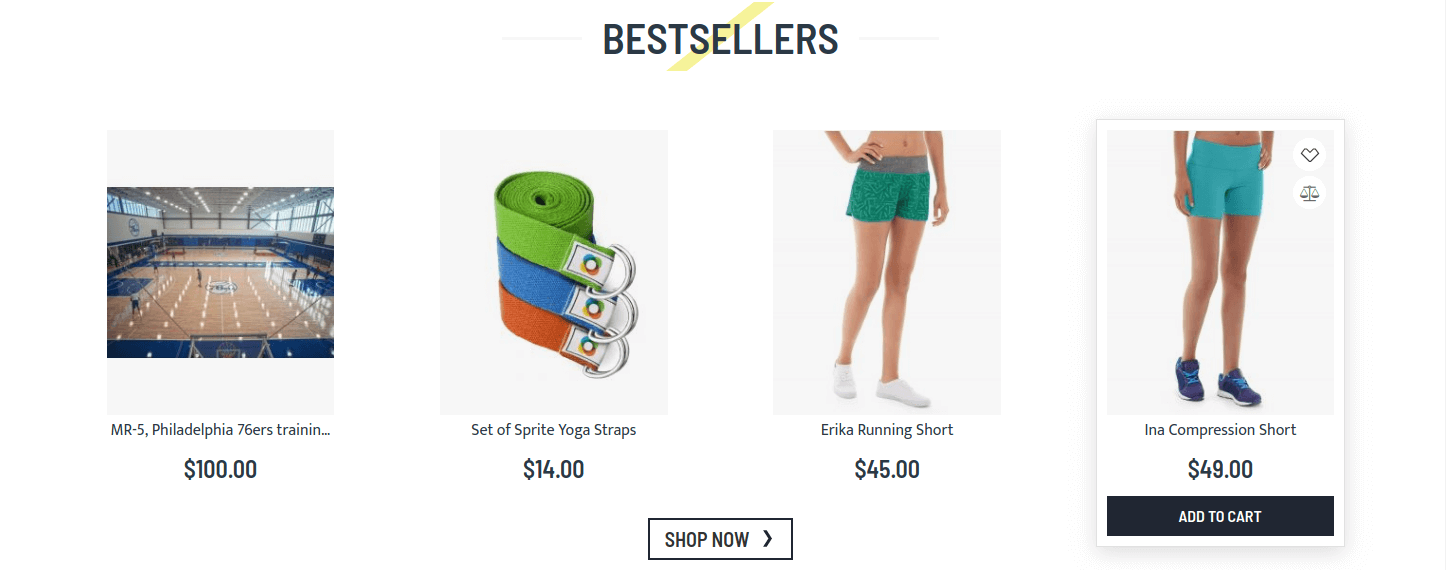 BESTSELLERS
MR-5, Philadelphia 76ers trainin...
Set of Sprite Yoga Straps
Erika Running Short
Ina Compression Short
$100.00
$14.00
$45.00
$49.00
ADD TO CART
SHOP NOW